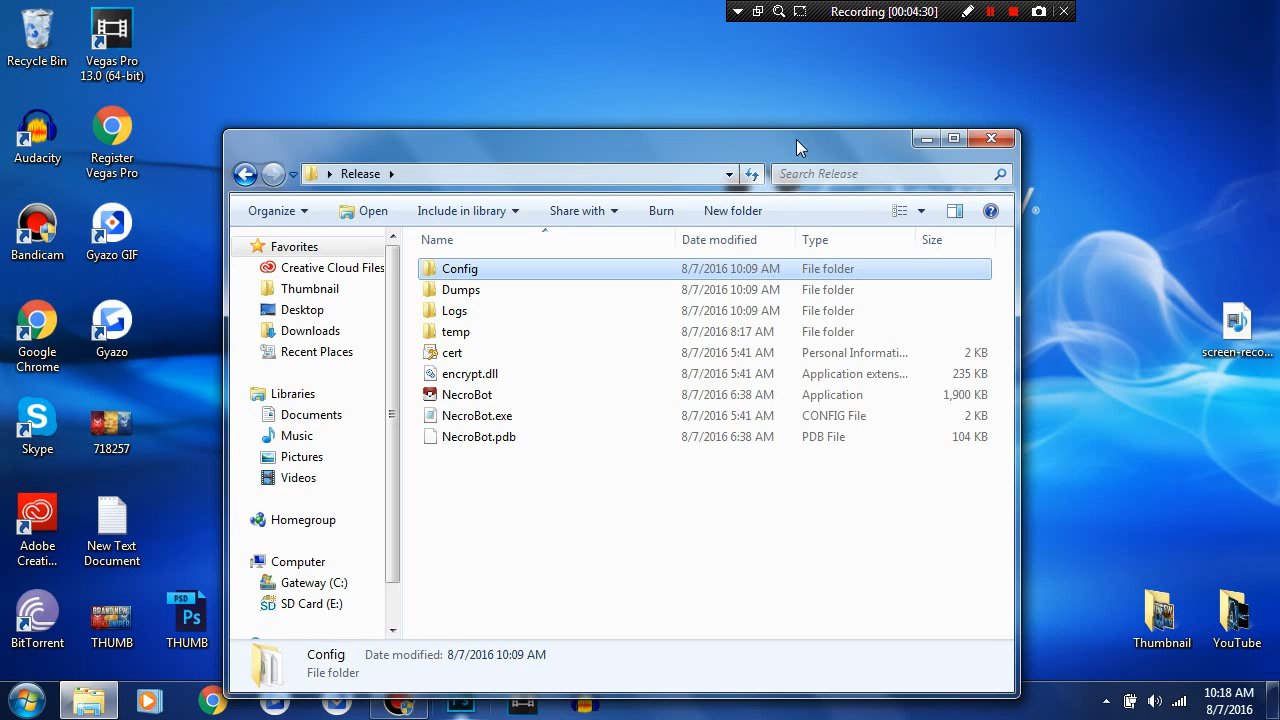 Recording [00:04:30]
Recycle Bin
Vegas Pro
13.0 (64-bit)
Audacity
Register
Vegas Pro
Bandicam
Gyazo GIF
Google
Chrome
Gyazo
Skype
718257
Adobe
Creati...
New Text
Document
BitTorrent
THUMB
PSD
Ps
THUMB
Release
Search Release
Organize
Open
Include in library
Share with
Burn
New folder
Name
Date modified
Type
Size
Favorites
Creative Cloud Files
Thumbnail
Desktop
Downloads
Recent Places
Libraries
Documents
Music
Pictures
Videos
Homegroup
Computer
Gateway (C:)
SD Card (E:)
Config 8/7/2016 10:09 AM File folder
Dumps 8/7/2016 10:09 AM File folder
Logs 8/7/2016 10:09 AM File folder
temp 8/7/2016 8:17 AM File folder
cert 8/7/2016 5:41 AM Personal Informati... 2 KB
encrypt.dll 8/7/2016 5:41 AM Application extens... 235 KB
NecroBot 8/7/2016 6:38 AM Application 1,900 KB
NecroBot.exe 8/7/2016 5:41 AM CONFIG File 2 KB
NecroBot.pdb 8/7/2016 6:38 AM PDB File 104 KB
Config Date modified: 8/7/2016 10:09 AM
File folder
screen-reco...
Thumbnail
YouTube
10:18 AM
8/7/2016